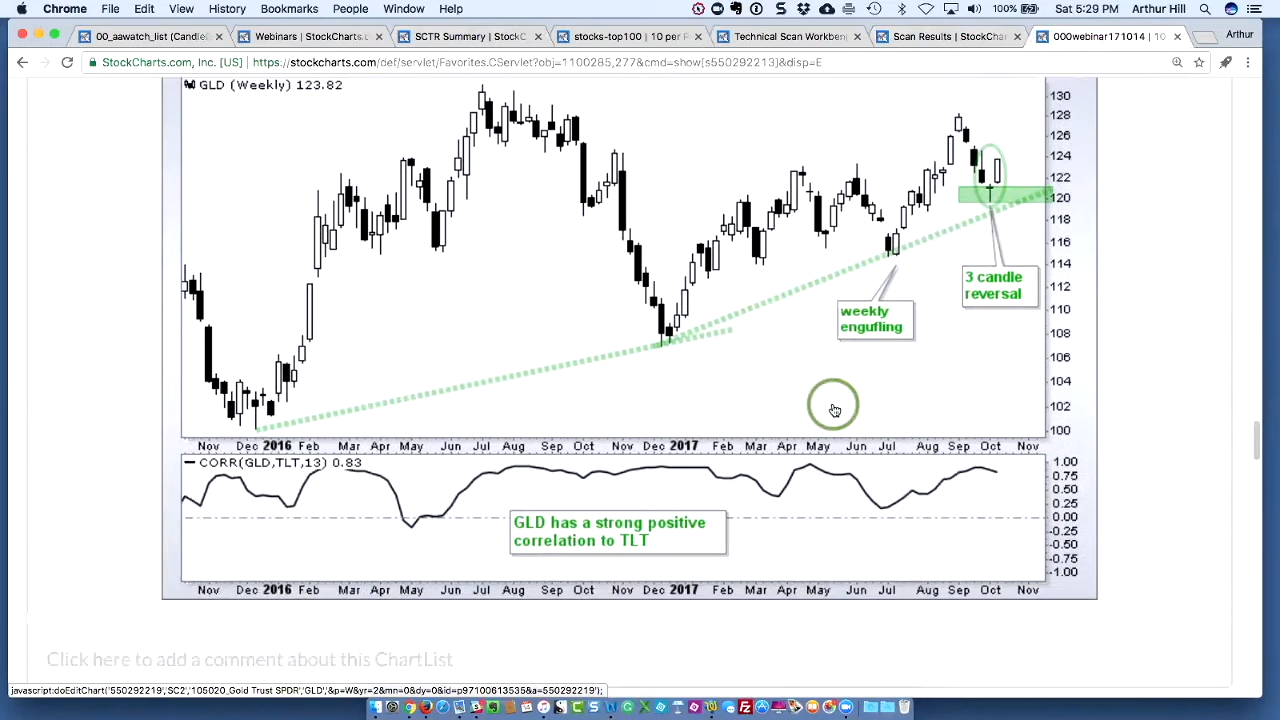 Chrome File Edit View History Bookmarks People Window Help 100% Sat 5:29 PM Arthur Hill
00_aawatch_list (Candle Webinars | StockCharts.c SCTR Summary | StockC stocks-top100 | 10 per R Technical Scan Workben Scan Results | StockChar 000webinar171014 | 10 Arthur
StockCharts.com, Inc. [US] https://stockcharts.com/def/servlet/Favorites.CServlet?obj=1100285,277&cmd=show[s550292213]&disp=E
GLD (Weekly) 123.82
130
128
126
124
122
120
118
116
114
112
110
108
106
104
102
100
3 candle
reversal
weekly
engufling
Nov Dec 2016 Feb Mar Apr May Jun Jul Aug Sep Oct Nov Dec 2017 Feb Mar Apr May Jun Jul Aug Sep Oct Nov
CORR(GLD,TLT,13) 0.83
1.00
0.75
0.50
0.25
0.00
-0.25
-0.50
-0.75
-1.00
GLD has a strong positive
correlation to TLT
Nov Dec 2016 Feb Mar Apr May Jun Jul Aug Sep Oct Nov Dec 2017 Feb Mar Apr May Jun Jul Aug Sep Oct Nov
Click here to add a comment about this ChartList
javascript:doEditChart('550292219','SC2','105020_Gold Trust SPDR','GLD','&p=W&yr=2&mn=0&dy=0&id=p97100613535&a=550292219');